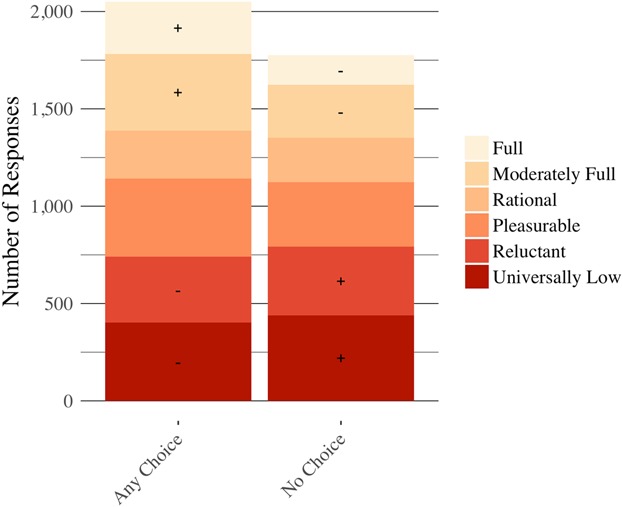 Number of Responses
2,000
1,500
1,000
500
0
+
+
-
-
-
-
+
+
Any Choice
No Choice
Full
Moderately Full
Rational
Pleasurable
Reluctant
Universally Low